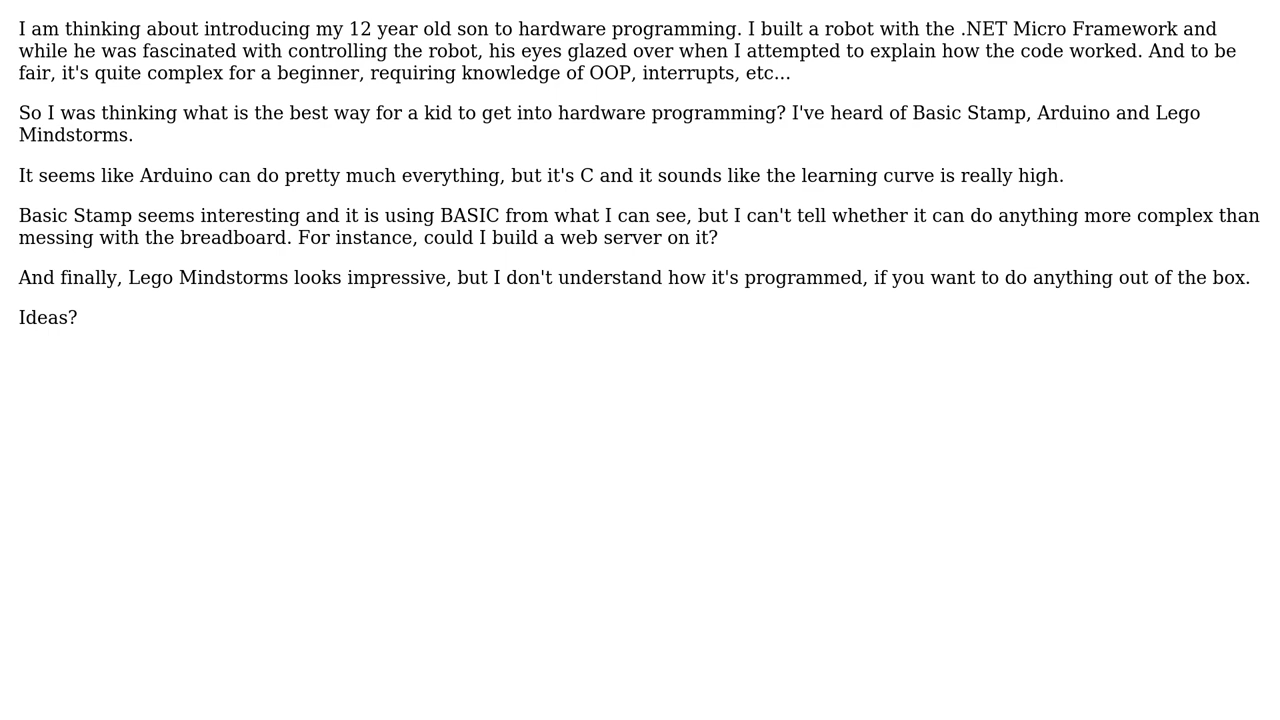 I am thinking about introducing my 12 year old son to hardware programming. I built a robot with the .NET Micro Framework and
while he was fascinated with controlling the robot, his eyes glazed over when I attempted to explain how the code worked. And to be
fair, it's quite complex for a beginner, requiring knowledge of OOP, interrupts, etc...
So I was thinking what is the best way for a kid to get into hardware programming? I've heard of Basic Stamp, Arduino and Lego
Mindstorms.
It seems like Arduino can do pretty much everything, but it's C and it sounds like the learning curve is really high.
Basic Stamp seems interesting and it is using BASIC from what I can see, but I can't tell whether it can do anything more complex than
messing with the breadboard. For instance, could I build a web server on it?
And finally, Lego Mindstorms looks impressive, but I don't understand how it's programmed, if you want to do anything out of the box.
Ideas?